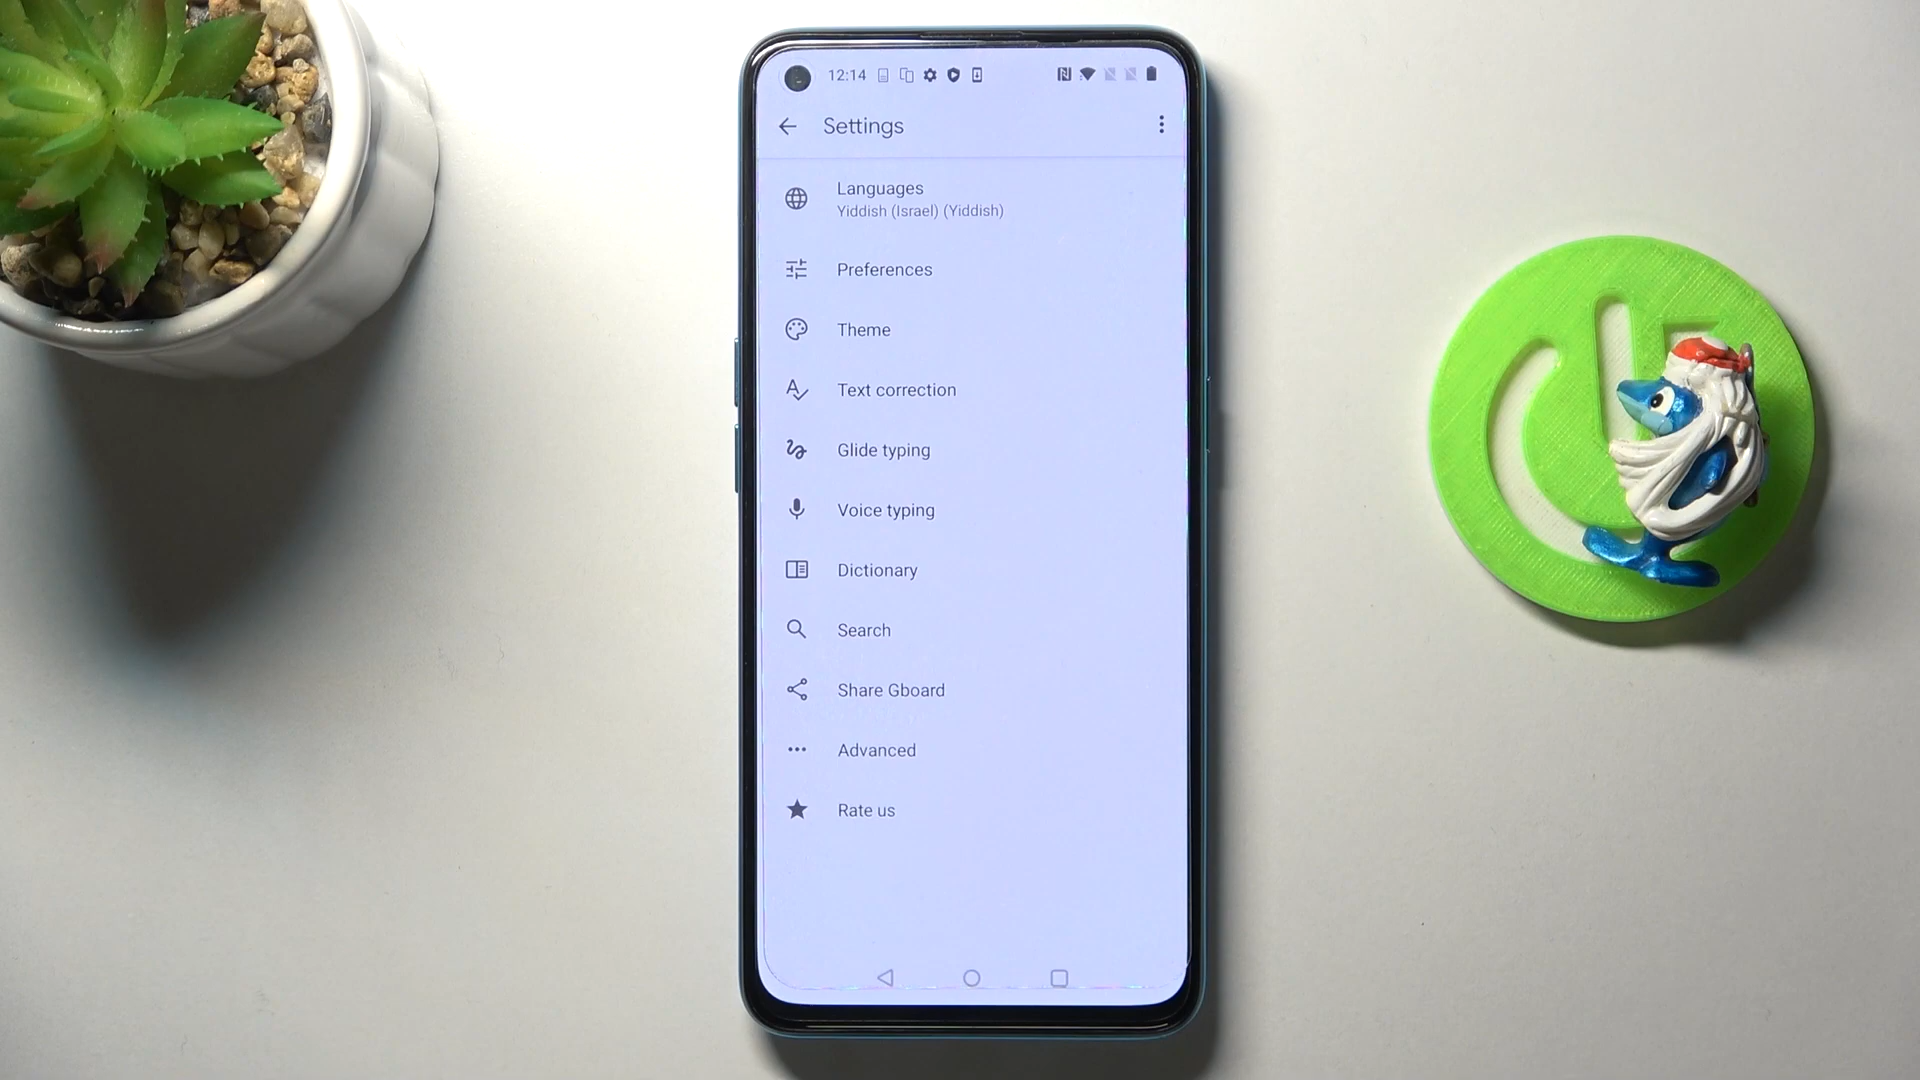 12:14
Settings
Languages
Yiddish (Israel) (Yiddish)
Preferences
Theme
Text correction
Glide typing
Voice typing
Dictionary
Search
Share Gboard
Advanced
Rate us